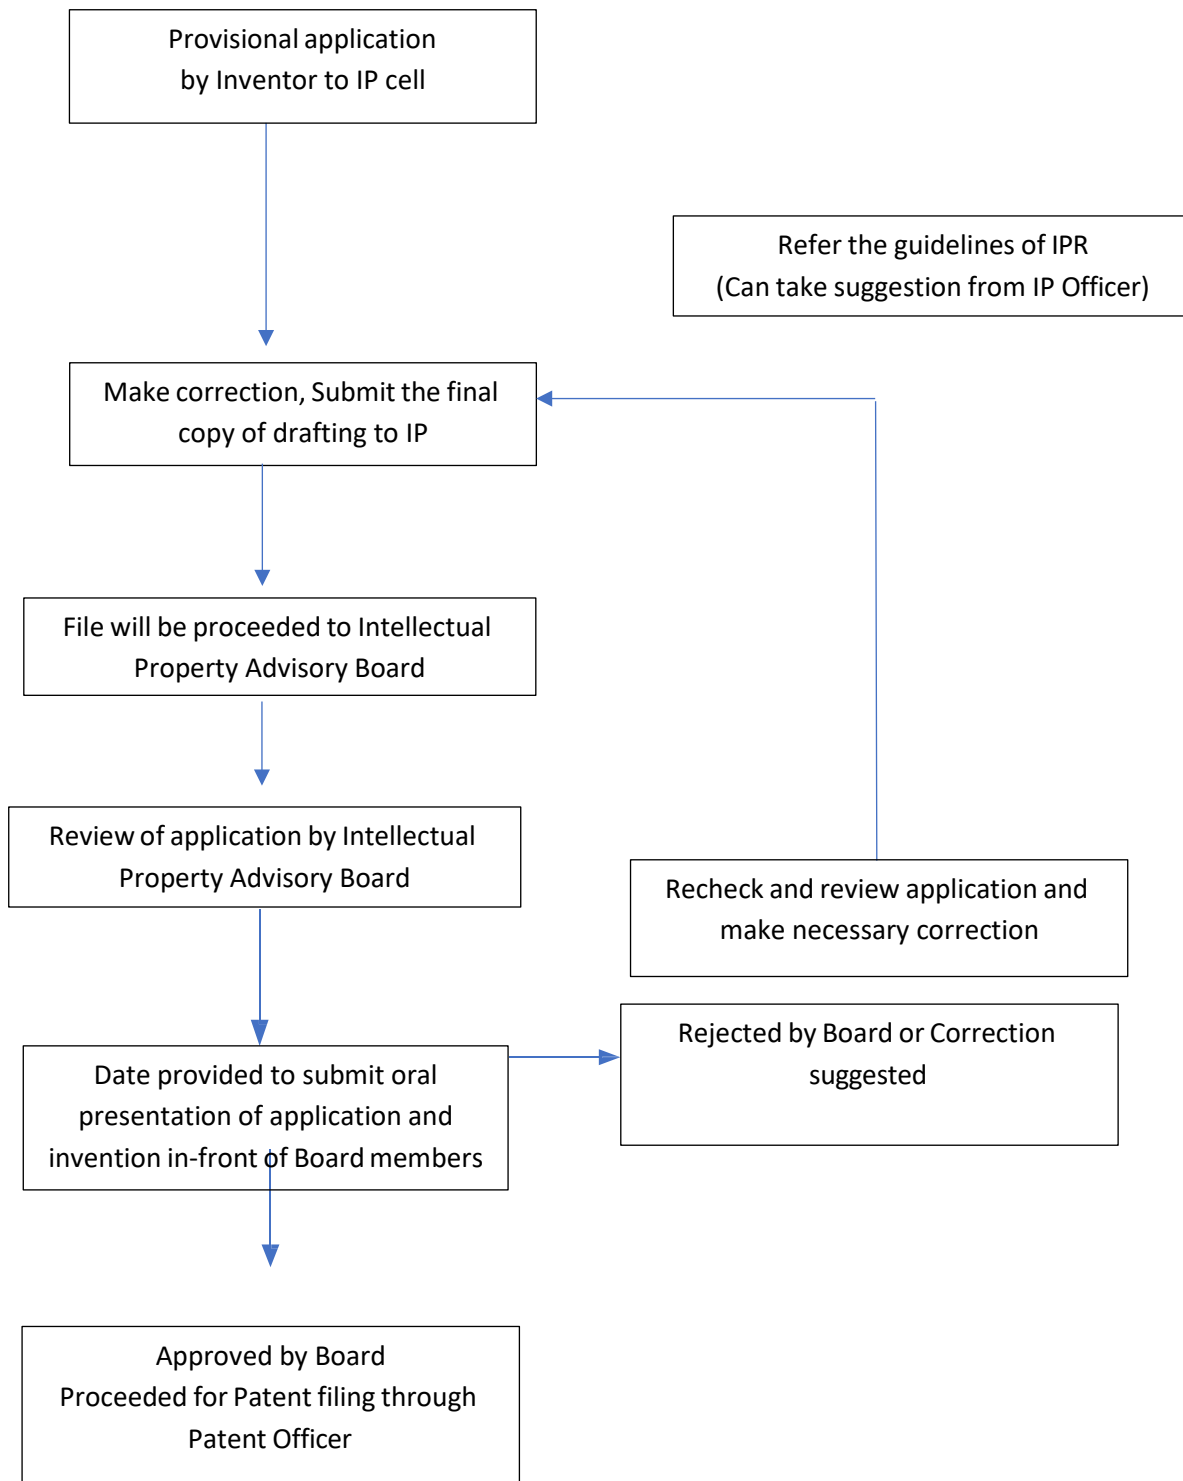 Provisional application
by Inventor to IP cell
Refer the guidelines of IPR
(Can take suggestion from IP Officer)
Make correction, Submit the final
copy of drafting to IP
File will be proceeded to Intellectual
Property Advisory Board
Review of application by Intellectual
Property Advisory Board
Recheck and review application and
make necessary correction
Rejected by Board or Correction
suggested
Date provided to submit oral
presentation of application and
invention in-front of Board members
Approved by Board
Proceeded for Patent filing through
Patent Officer